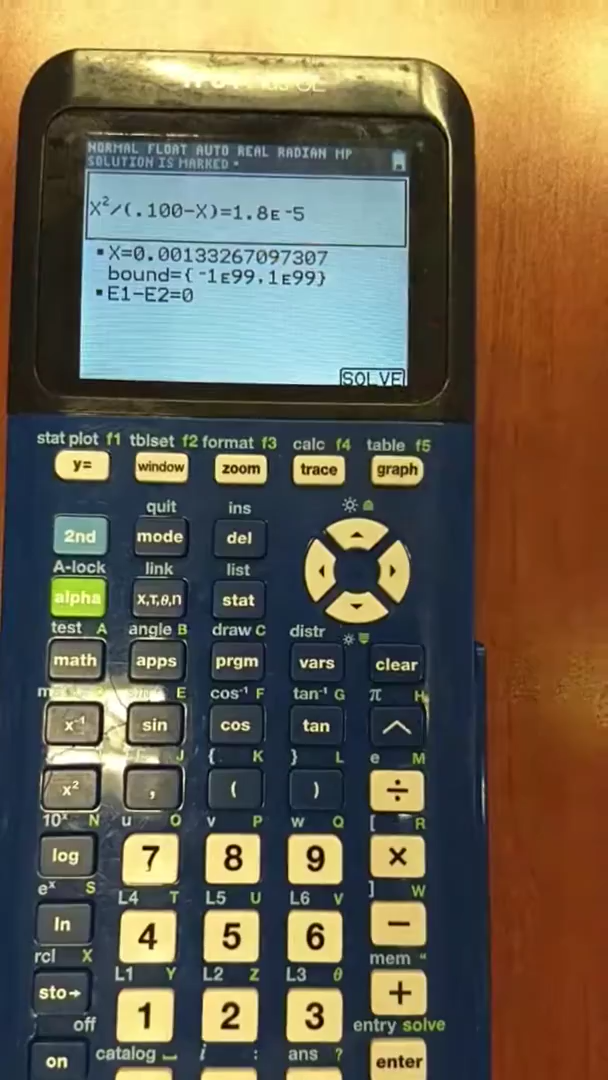 NORMAL FLOAT AUTO REAL RADIAN MP
SOLUTION IS MARKED ▪
X²/(.100-X)=1.8ᴇ⁻5
▪ X=0.00133267097307
bound={⁻1ᴇ99,1ᴇ99}
▪ E1-E2=0
SOLVE
stat plot f1 tblset f2 format f3 calc f4 table f5
y= window zoom trace graph
quit ins
2nd mode del
A-lock link list
alpha X,T,θ,n stat
test A angle B draw C distr
math apps prgm vars clear
E cos⁻¹ F tan⁻¹ G π H
x⁻¹ sin cos tan ^
J { K } L e M
x² , ( ) ÷
10ˣ N u O v P w Q [ R
log 7 8 9 ×
eˣ S L4 T L5 U L6 V ] W
ln 4 5 6 −
rcl X L1 Y L2 Z L3 θ mem "
sto→ 1 2 3 +
off catalog i : ans ? entry solve
on enter